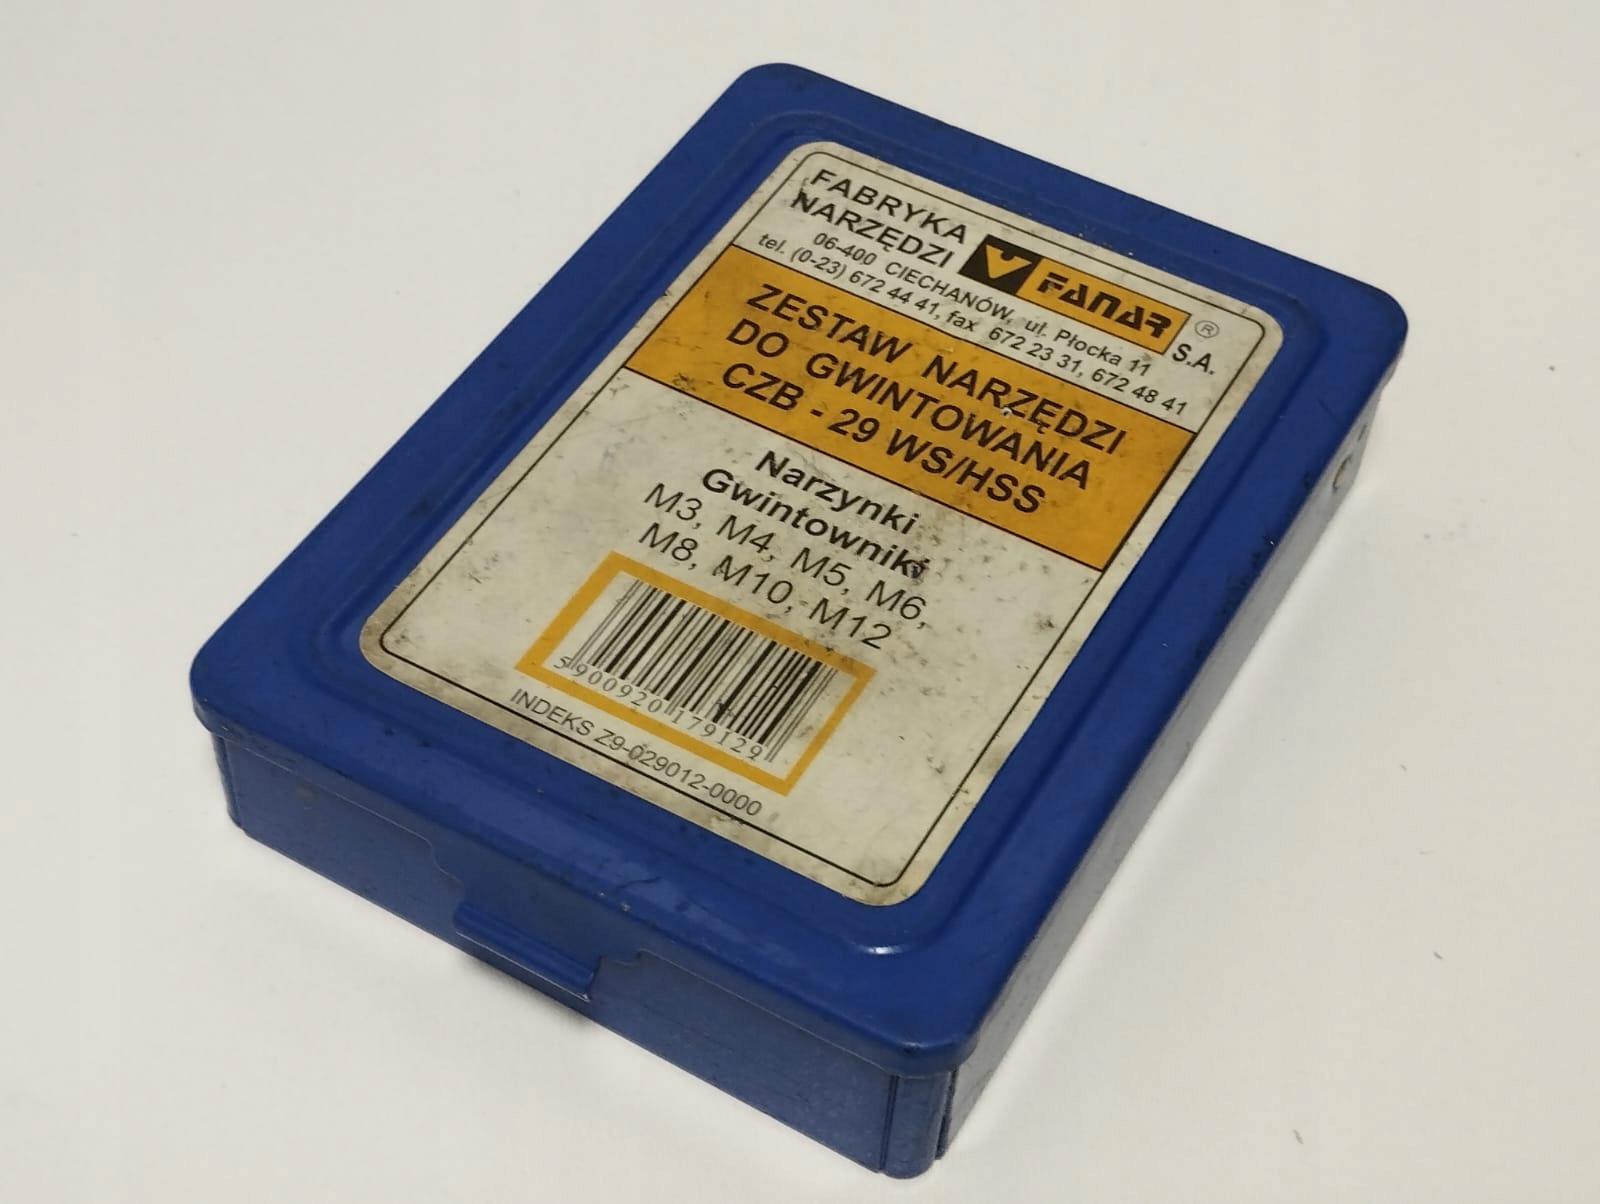 FABRYKA
NARZĘDZI
FANAR ® S.A.
06-400 CIECHANÓW, ul. Płocka 11
tel. (0-23) 672 44 41, fax 672 23 31, 672 48 41
ZESTAW NARZĘDZI
DO GWINTOWANIA
CZB - 29 WS/HSS
Narzynki
Gwintowniki
M3, M4, M5, M6,
M8, M10, M12
5900920179129
INDEKS Z9-029012-0000